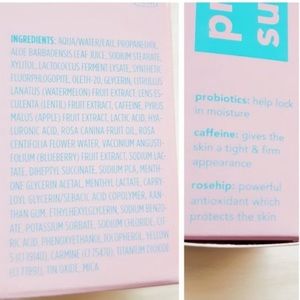 INGREDIENTS: AQUA/WATER/EAU, PROPANEDIOL,
ALOE BARBADENSIS LEAF JUICE, SODIUM STEARATE,
XYLITOL, LACTOCOCCUS FERMENT LYSATE, SYNTHETIC
FLUORPHLOGOPITE, OLETH-20, GLYCERIN, CITRULLUS
LANATUS (WATERMELON) FRUIT EXTRACT, LENS ES-
CULENTA (LENTIL) FRUIT EXTRACT, CAFFEINE, PYRUS
MALUS (APPLE) FRUIT EXTRACT, LACTIC ACID, HYA-
LURONIC ACID, ROSA CANINA FRUIT OIL, ROSA
CENTIFOLIA FLOWER WATER, VACCINIUM ANGUSTI-
FOLIUM (BLUEBERRY) FRUIT EXTRACT, SODIUM LAC-
TATE, DIHEPTYL SUCCINATE, SODIUM PCA, MENTH-
ONE GLYCERIN ACETAL, MENTHYL LACTATE, CAPRY-
LOYL GLYCERIN/SEBACIC ACID COPOLYMER, XAN-
THAN GUM, ETHYLHEXYLGLYCERIN, SODIUM BENZO-
ATE, POTASSIUM SORBATE, SODIUM CHLORIDE, CIT-
RIC ACID, PHENOXYETHANOL, TOCOPHEROL, YELLOW
5 (CI 19140), CARMINE (CI 75470), TITANIUM DIOXIDE
(CI 77891), TIN OXIDE, MICA.
pr
su
probiotics: help lock
in moisture
caffeine: gives the
skin a tight & firm
appearance
rosehip: powerful
antioxidant which
protects the skin